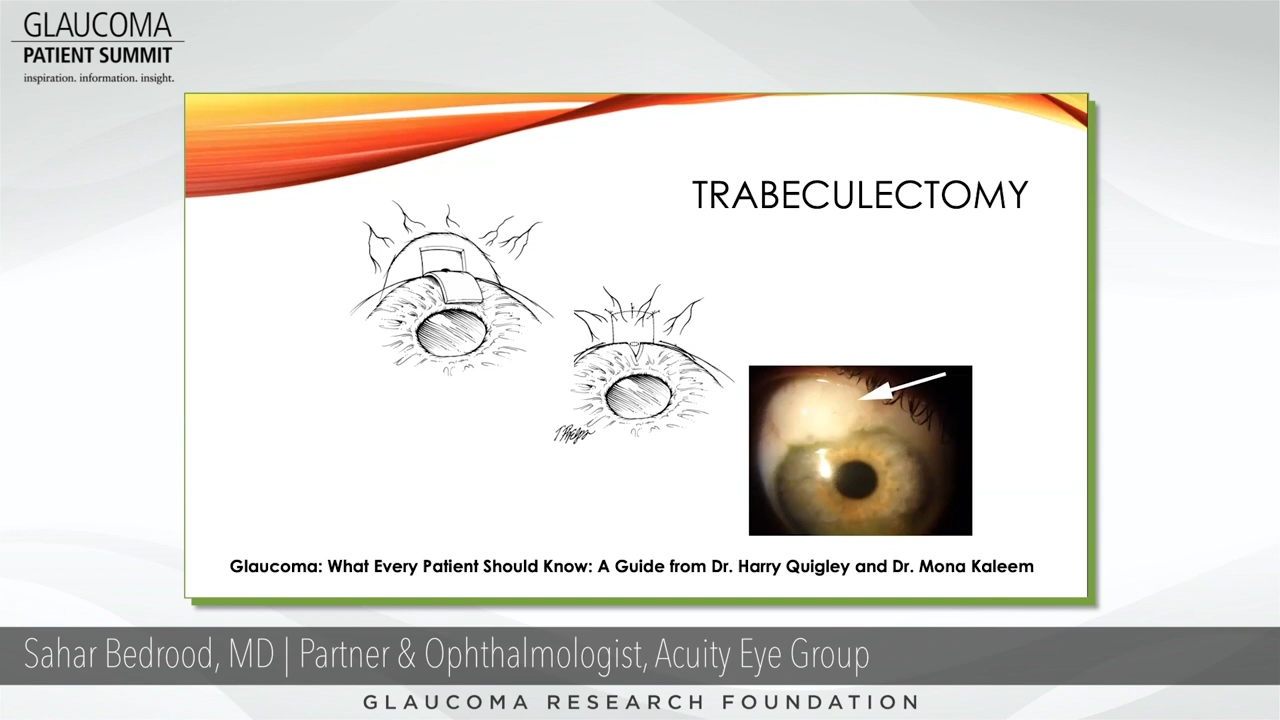 GLAUCOMA
PATIENT SUMMIT
inspiration. information. insight.
TRABECULECTOMY
Glaucoma: What Every Patient Should Know: A Guide from Dr. Harry Quigley and Dr. Mona Kaleem
Sahar Bedrood, MD | Partner & Ophthalmologist, Acuity Eye Group
GLAUCOMA RESEARCH FOUNDATION